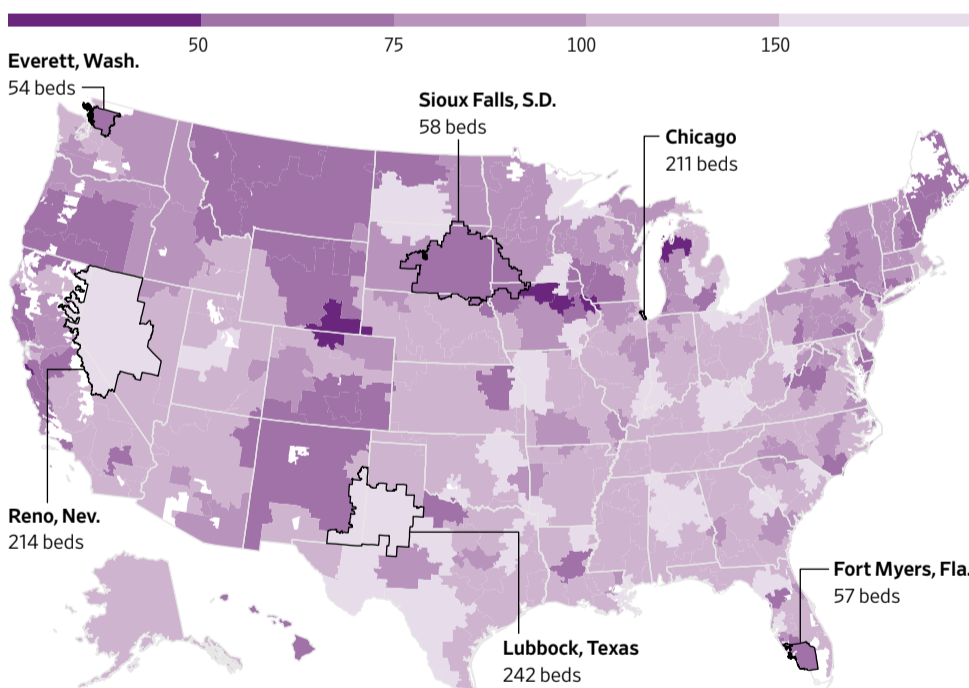 50 75 100 150
Everett, Wash.
54 beds
Sioux Falls, S.D.
58 beds
Chicago
211 beds
Reno, Nev.
214 beds
Fort Myers, Fla.
57 beds
Lubbock, Texas
242 beds